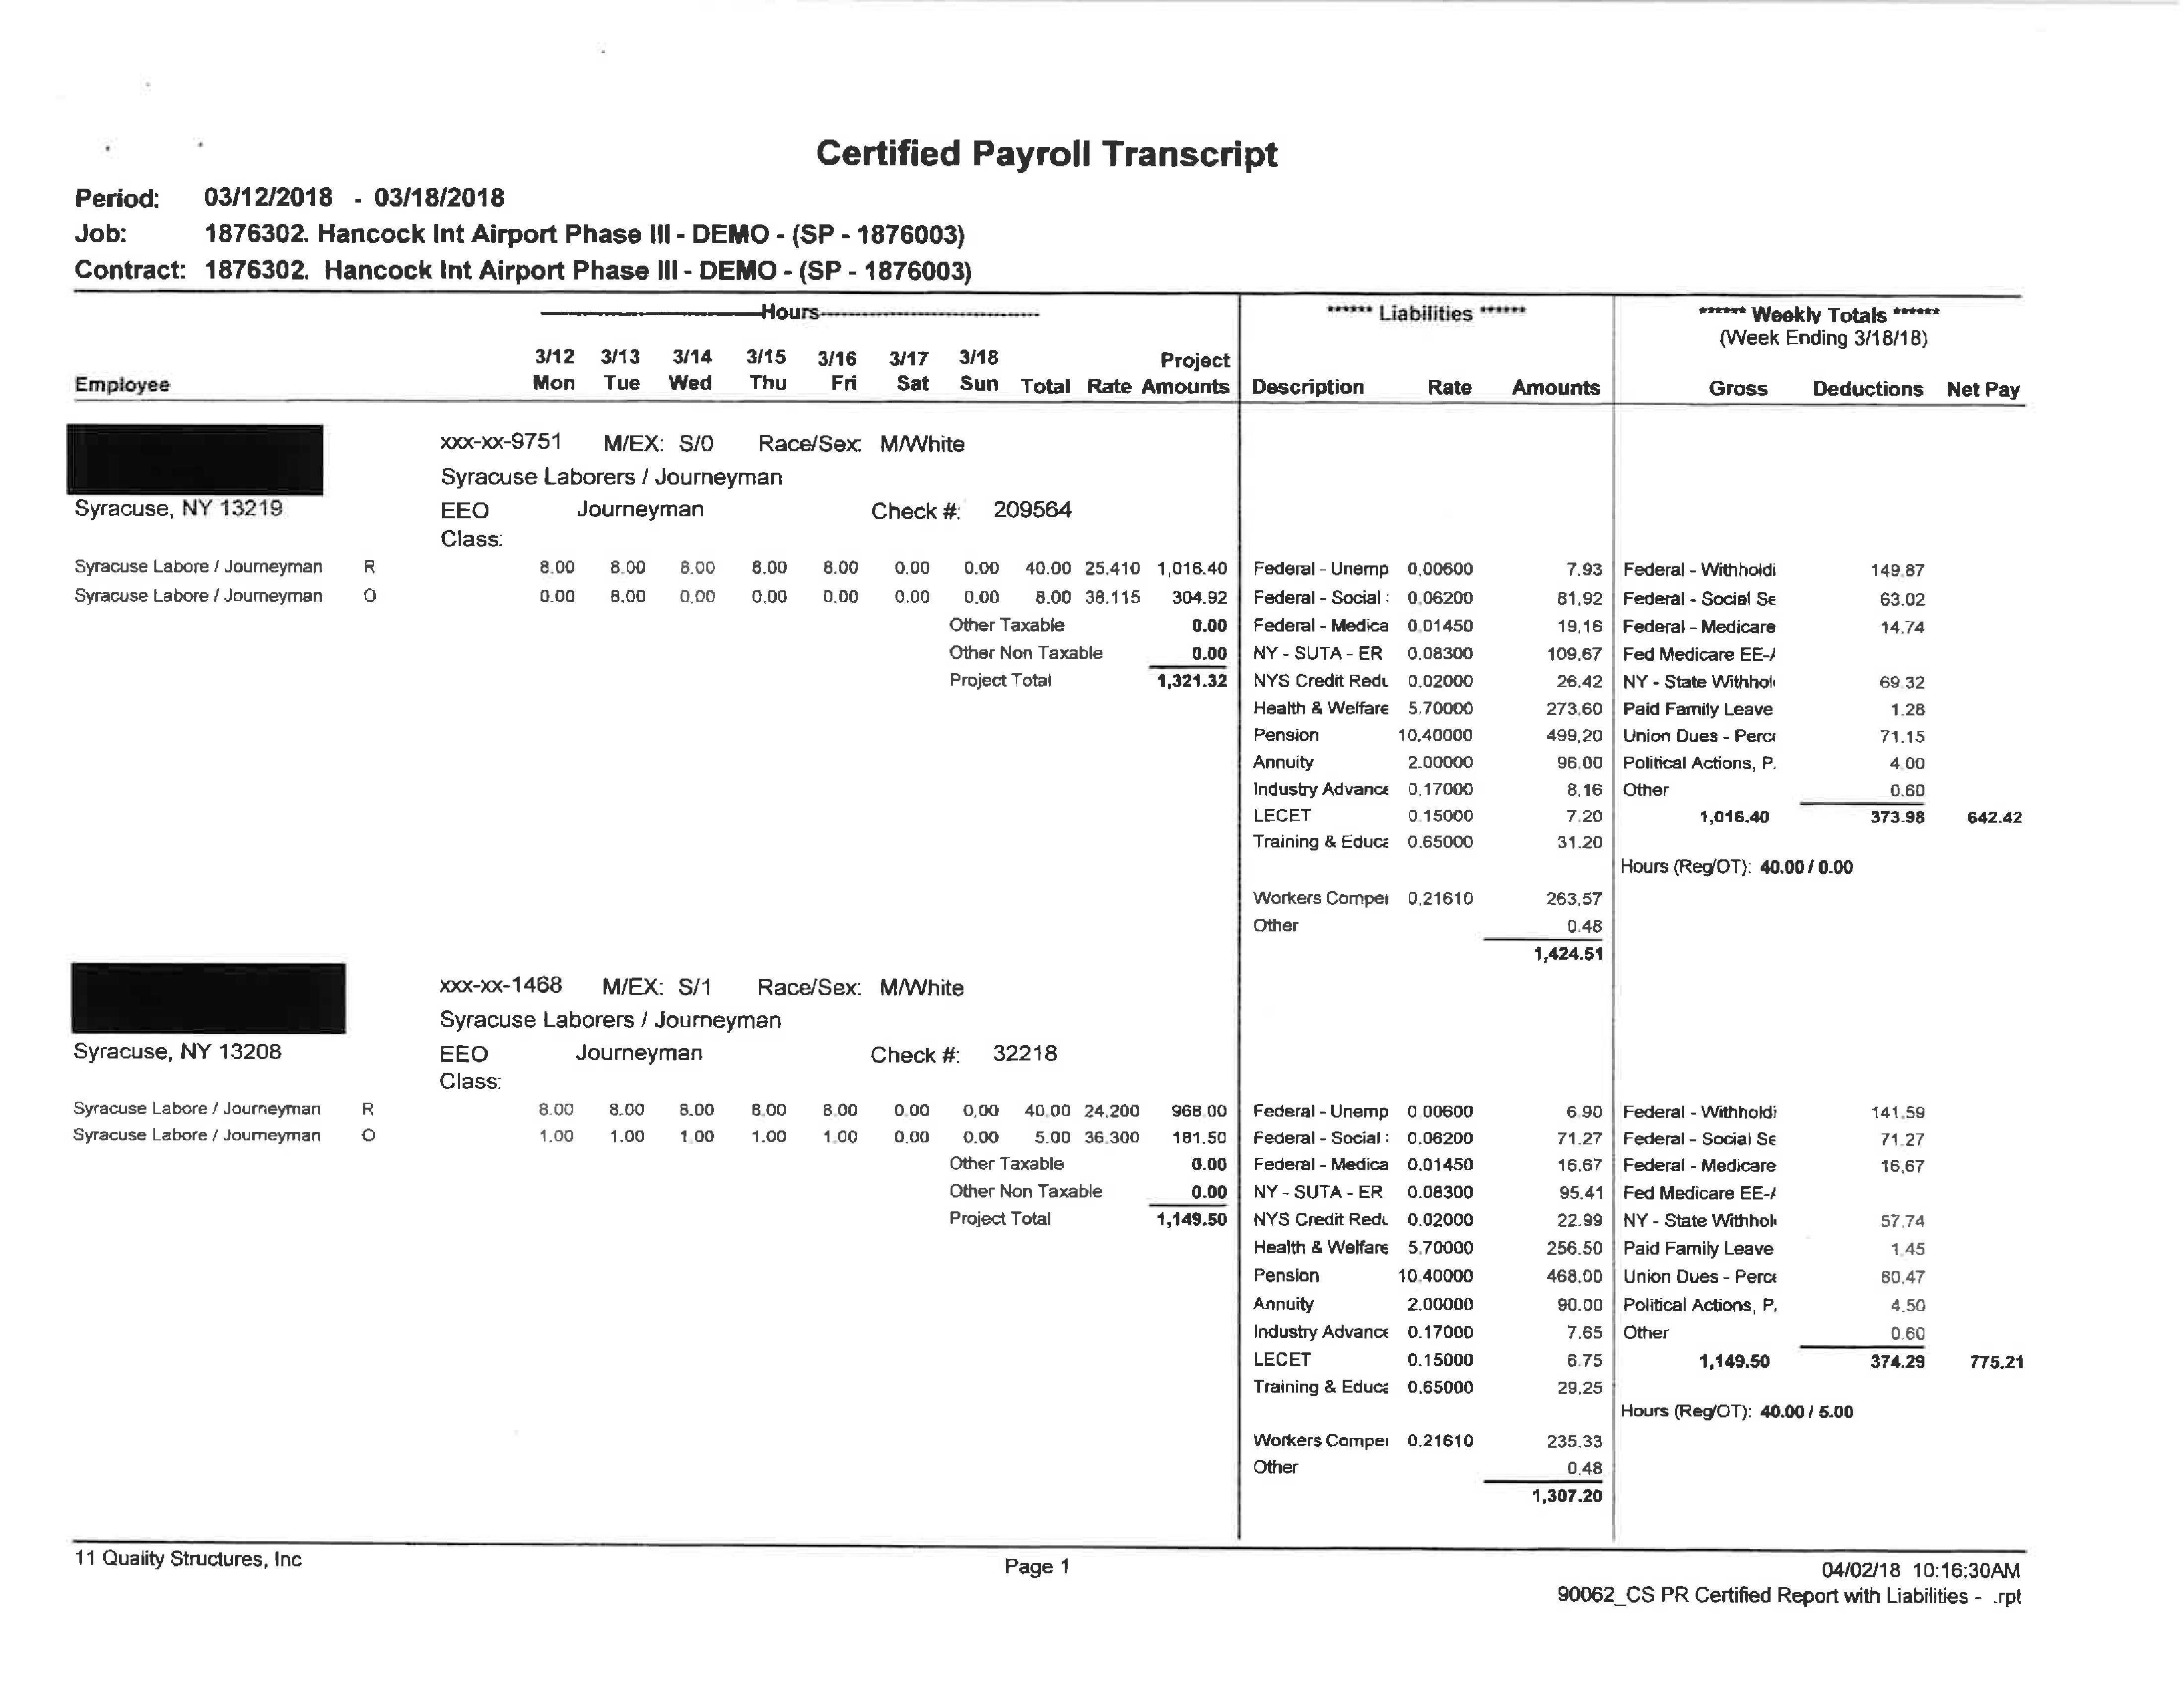 Certified Payroll Transcript
Period: 03/12/2018 - 03/18/2018
Job: 1876302. Hancock Int Airport Phase III - DEMO - (SP - 1876003)
Contract: 1876302. Hancock Int Airport Phase III - DEMO - (SP - 1876003)
Hours ****** Liabilities ****** ****** Weekly Totals ******
(Week Ending 3/18/18)
3/12 3/13 3/14 3/15 3/16 3/17 3/18 Project
Employee Mon Tue Wed Thu Fri Sat Sun Total Rate Amounts Description Rate Amounts Gross Deductions Net Pay
xxx-xx-9751 M/EX: S/0 Race/Sex: M/White
Syracuse Laborers / Journeyman
Syracuse, NY 13219 EEO Journeyman Check #: 209564
Class:
Syracuse Labore / Journeyman R 8.00 8.00 8.00 8.00 8.00 0.00 0.00 40.00 25.410 1,016.40 Federal - Unemp 0.00600 7.93 Federal - Withholdi 149.87
Syracuse Labore / Journeyman O 0.00 8.00 0.00 0.00 0.00 0.00 0.00 8.00 38.115 304.92 Federal - Social : 0.06200 81.92 Federal - Social Se 63.02
Other Taxable 0.00 Federal - Medica 0.01450 19.16 Federal - Medicare 14.74
Other Non Taxable 0.00 NY - SUTA - ER 0.08300 109.67 Fed Medicare EE-/
Project Total 1,321.32 NYS Credit Redu 0.02000 26.42 NY - State Withhol 69.32
Health & Welfare 5.70000 273.60 Paid Family Leave 1.28
Pension 10.40000 499.20 Union Dues - Perce 71.15
Annuity 2.00000 96.00 Political Actions, P. 4.00
Industry Advance 0.17000 8.16 Other 0.60
LECET 0.15000 7.20 1,016.40 373.98 642.42
Training & Educa 0.65000 31.20
Hours (Reg/OT): 40.00 / 0.00
Workers Comper 0.21610 263.57
Other 0.48
1,424.51
xxx-xx-1468 M/EX: S/1 Race/Sex: M/White
Syracuse Laborers / Journeyman
Syracuse, NY 13208 EEO Journeyman Check #: 32218
Class:
Syracuse Labore / Journeyman R 8.00 8.00 8.00 8.00 8.00 0.00 0.00 40.00 24.200 968.00 Federal - Unemp 0.00600 6.90 Federal - Withholdi 141.59
Syracuse Labore / Journeyman O 1.00 1.00 1.00 1.00 1.00 0.00 0.00 5.00 36.300 181.50 Federal - Social : 0.06200 71.27 Federal - Social Se 71.27
Other Taxable 0.00 Federal - Medica 0.01450 16.67 Federal - Medicare 16.67
Other Non Taxable 0.00 NY - SUTA - ER 0.08300 95.41 Fed Medicare EE-/
Project Total 1,149.50 NYS Credit Redu 0.02000 22.99 NY - State Withhol 57.74
Health & Welfare 5.70000 256.50 Paid Family Leave 1.45
Pension 10.40000 468.00 Union Dues - Perce 80.47
Annuity 2.00000 90.00 Political Actions, P. 4.50
Industry Advance 0.17000 7.65 Other 0.60
LECET 0.15000 6.75 1,149.50 374.29 775.21
Training & Educa 0.65000 29.25
Hours (Reg/OT): 40.00 / 5.00
Workers Comper 0.21610 235.33
Other 0.48
1,307.20
11 Quality Structures, Inc Page 1 04/02/18 10:16:30AM
90062_CS PR Certified Report with Liabilities - .rpt